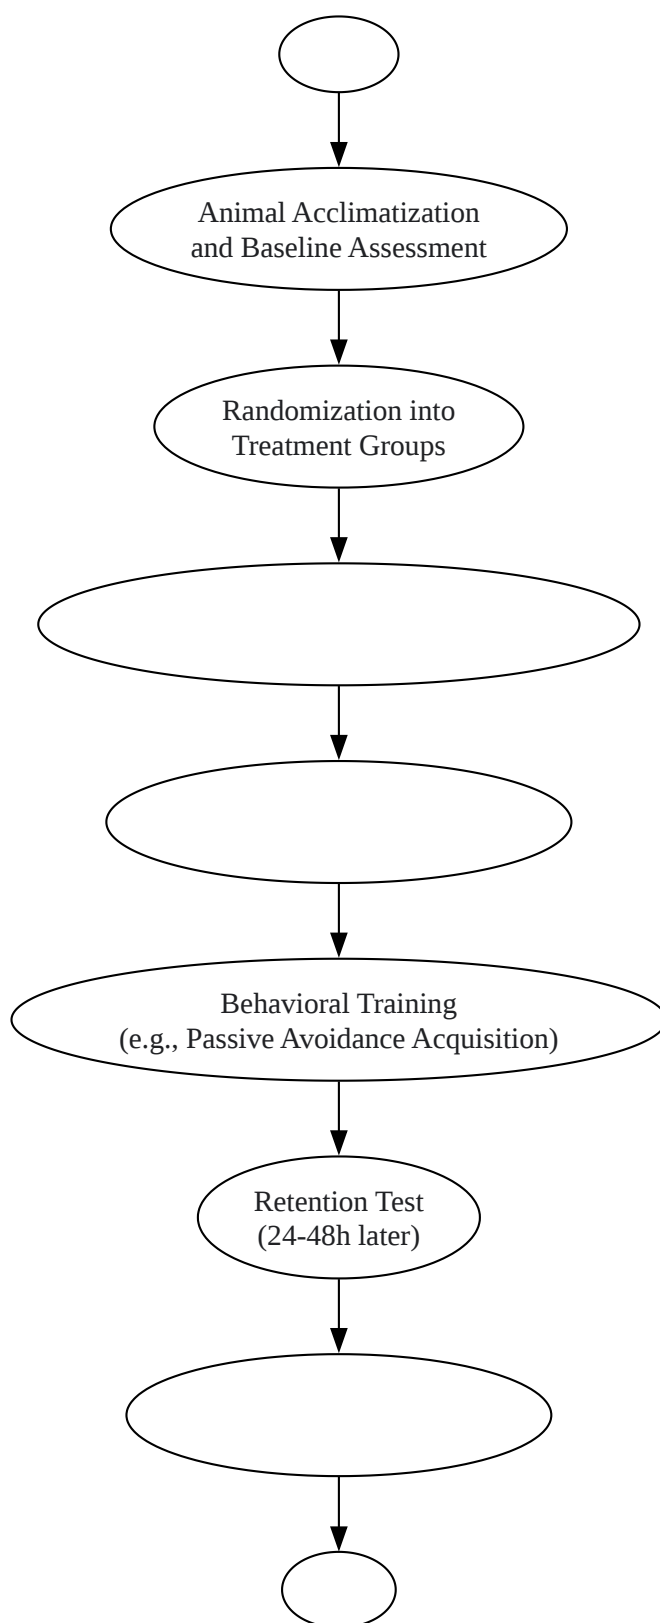 Animal Acclimatization
and Baseline Assessment
Randomization into
Treatment Groups
Behavioral Training
(e.g., Passive Avoidance Acquisition)
Retention Test
(24-48h later)